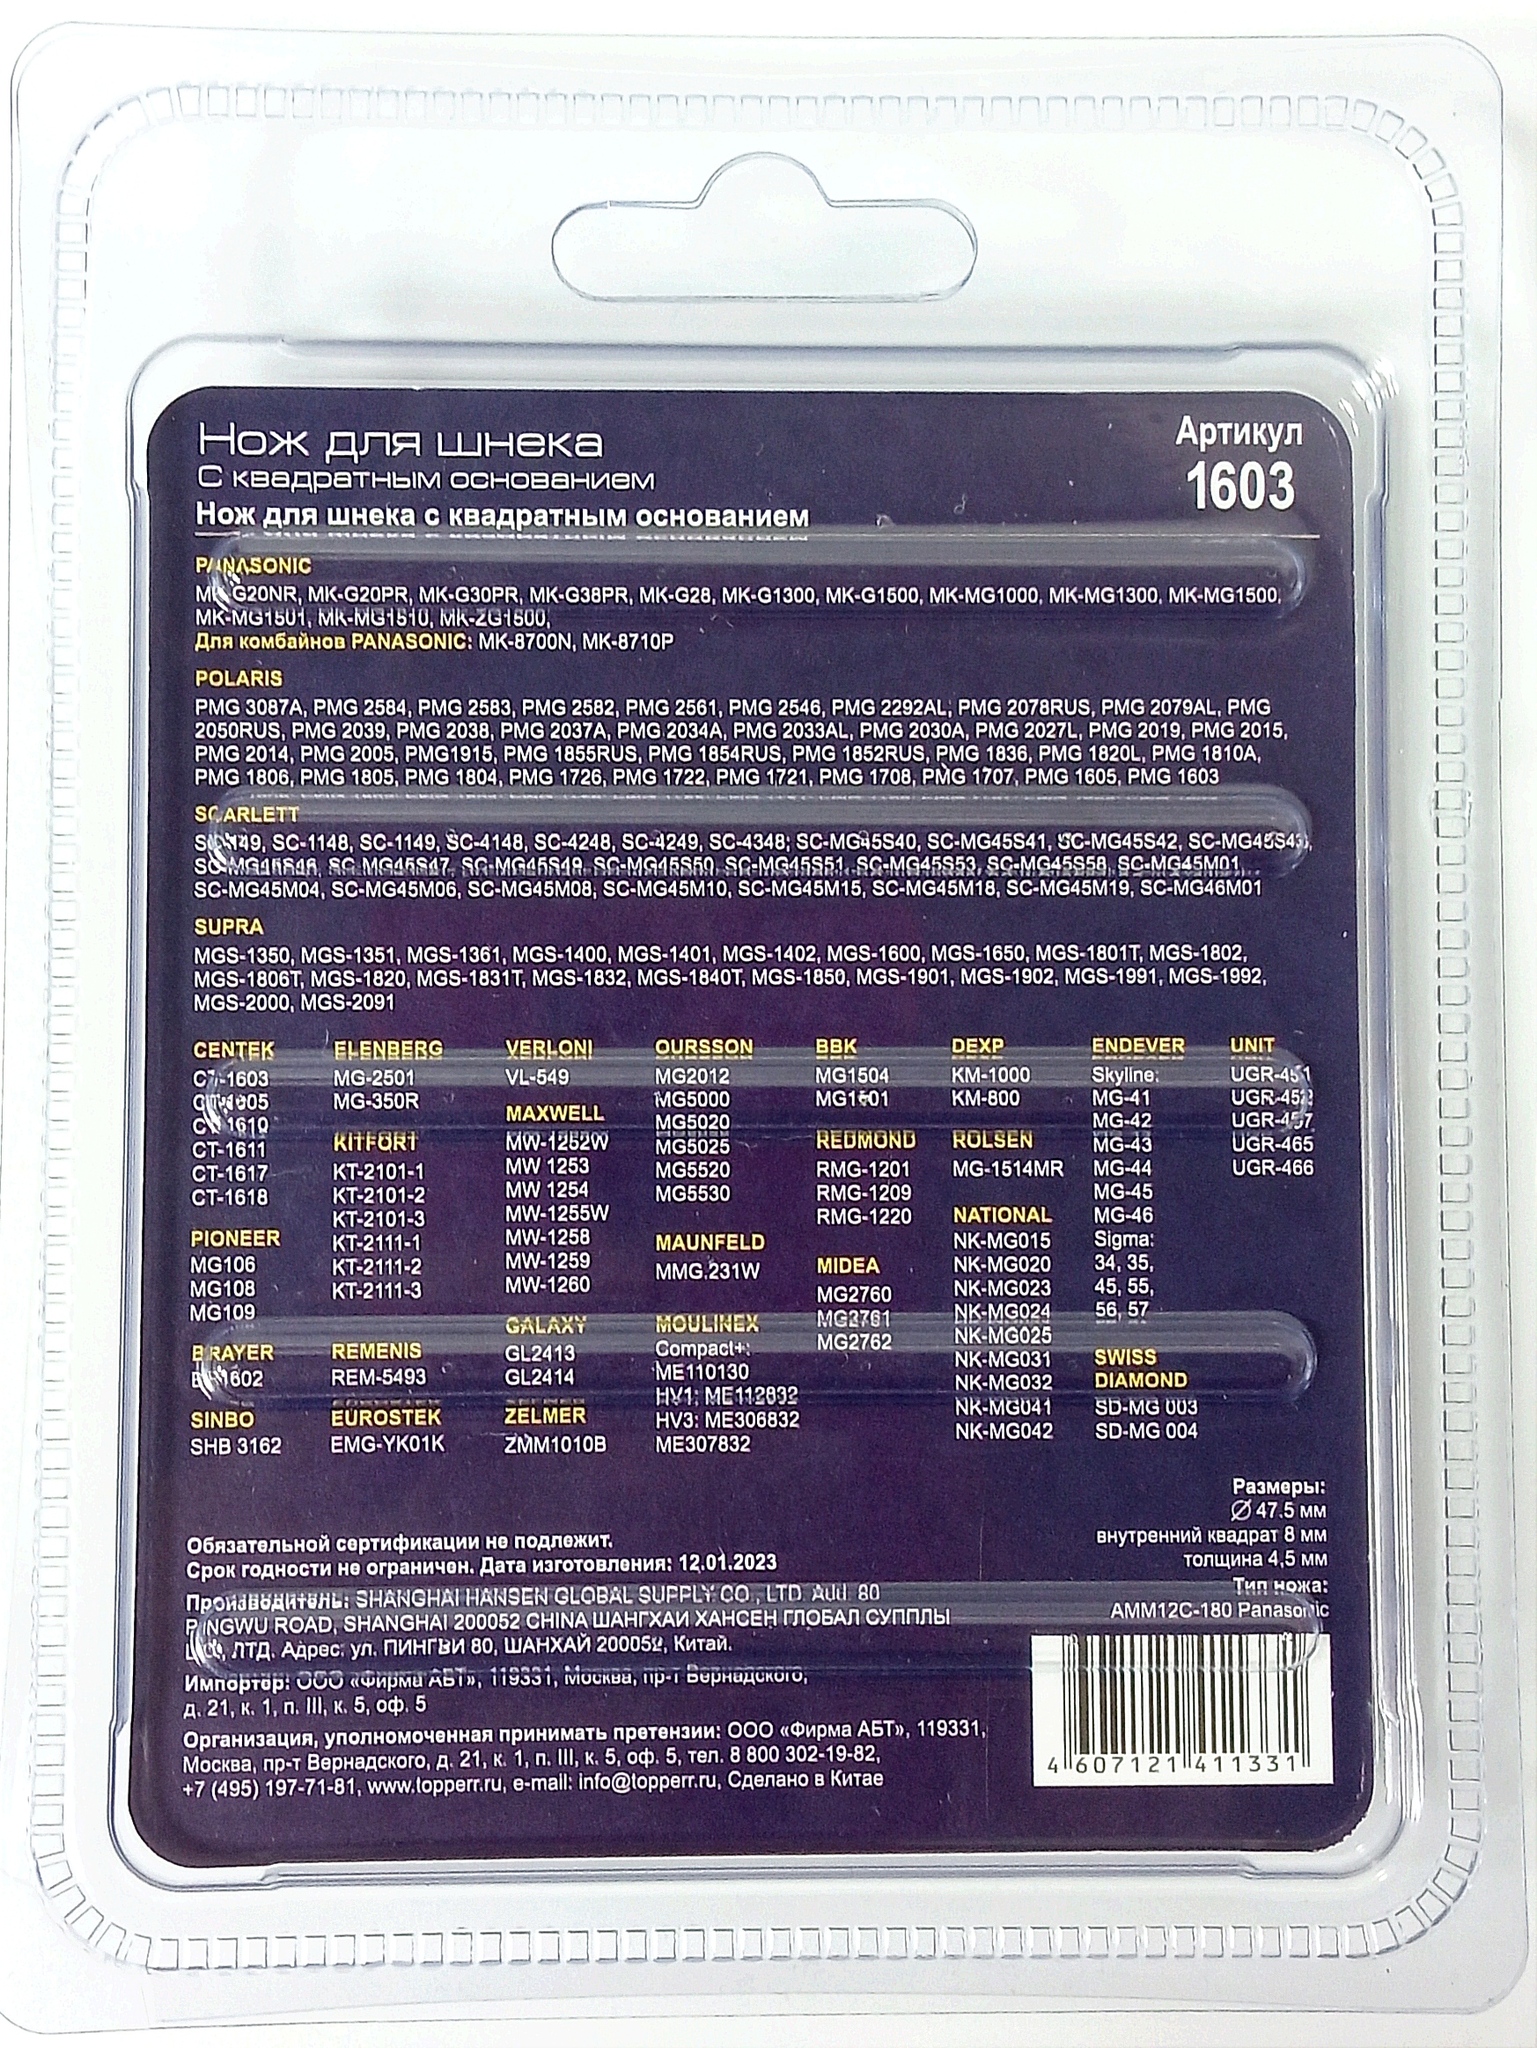 Нож для шнека
С квадратным основанием
Артикул
1603
Нож для шнека с квадратным основанием
PANASONIC
MK-G20NR, MK-G20PR, MK-G30PR, MK-G38PR, MK-G28, MK-G1300, MK-G1500, MK-MG1000, MK-MG1300, MK-MG1500,
MK-MG1501, MK-MG1510, MK-ZG1500,
Для комбайнов PANASONIC: MK-8700N, MK-8710P
POLARIS
PMG 3087A, PMG 2584, PMG 2583, PMG 2582, PMG 2561, PMG 2546, PMG 2292AL, PMG 2078RUS, PMG 2079AL, PMG
2050RUS, PMG 2039, PMG 2038, PMG 2037A, PMG 2034A, PMG 2033AL, PMG 2030A, PMG 2027L, PMG 2019, PMG 2015,
PMG 2014, PMG 2005, PMG1915, PMG 1855RUS, PMG 1854RUS, PMG 1852RUS, PMG 1836, PMG 1820L, PMG 1810A,
PMG 1806, PMG 1805, PMG 1804, PMG 1726, PMG 1722, PMG 1721, PMG 1708, PMG 1707, PMG 1605, PMG 1603
SCARLETT
SC-1148, SC-1149, SC-4148, SC-4248, SC-4249, SC-4348; SC-MG45S40, SC-MG45S41, SC-MG45S42,
SC-MG45S46, SC-MG45S47, SC-MG45S49, SC-MG45S50, SC-MG45S51, SC-MG45S53, SC-MG45S58, SC-MG45M01,
SC-MG45M04, SC-MG45M06, SC-MG45M08, SC-MG45M10, SC-MG45M15, SC-MG45M18, SC-MG45M19, SC-MG46M01
SUPRA
MGS-1350, MGS-1351, MGS-1361, MGS-1400, MGS-1401, MGS-1402, MGS-1600, MGS-1650, MGS-1801T, MGS-1802,
MGS-1806T, MGS-1820, MGS-1831T, MGS-1832, MGS-1840T, MGS-1850, MGS-1901, MGS-1902, MGS-1991, MGS-1992,
MGS-2000, MGS-2091
CENTEK
CT-1603
CT-1605
CT-1610
CT-1611
CT-1617
CT-1618
PIONEER
MG106
MG108
MG109
BRAYER
BR1602
SINBO
SHB 3162
ELENBERG
MG-2501
MG-350R
KITFORT
KT-2101-1
KT-2101-2
KT-2101-3
KT-2111-1
KT-2111-2
KT-2111-3
REMENIS
REM-5493
EUROSTEK
EMG-YK01K
VERLONI
VL-549
MAXWELL
MW-1252W
MW 1253
MW 1254
MW-1255W
MW-1258
MW-1259
MW-1260
GALAXY
GL2413
GL2414
ZELMER
ZMM1010B
OURSSON
MG2012
MG5000
MG5020
MG5025
MG5520
MG5530
MAUNFELD
MMG.231W
MOULINEX
Compact+:
ME110130
HV1: ME112832
HV3: ME306832
ME307832
BBK
MG1504
MG1601
REDMOND
RMG-1201
RMG-1209
RMG-1220
MIDEA
MG2760
MG2761
MG2762
DEXP
KM-1000
KM-800
ROLSEN
MG-1514MR
NATIONAL
NK-MG015
NK-MG020
NK-MG023
NK-MG024
NK-MG025
NK-MG031
NK-MG032
NK-MG041
NK-MG042
ENDEVER
Skyline:
MG-41
MG-42
MG-43
MG-44
MG-45
MG-46
Sigma:
34, 35,
45, 55,
56, 57
SWISS
DIAMOND
SD-MG 003
SD-MG 004
UNIT
UGR-451
UGR-452
UGR-457
UGR-465
UGR-466
Размеры:
Ø 47.5 мм
внутренний квадрат 8 мм
толщина 4,5 мм
Тип ножа:
AMM12C-180 Panasonic
Обязательной сертификации не подлежит.
Срок годности не ограничен. Дата изготовления: 12.01.2023
Производитель: SHANGHAI HANSEN GLOBAL SUPPLY CO., LTD. Add. 80
PINGWU ROAD, SHANGHAI 200052 CHINA ШАНГХАИ ХАНСЕН ГЛОБАЛ СУППЛЫ
ЛТД. Адрес: ул. ПИНГВИ 80, ШАНХАЙ 200052, Китай.
Импортер: ООО «Фирма АБТ», 119331, Москва, пр-т Вернадского,
д. 21, к. 1, п. III, к. 5, оф. 5
Организация, уполномоченная принимать претензии: ООО «Фирма АБТ», 119331,
Москва, пр-т Вернадского, д. 21, к. 1, п. III, к. 5, оф. 5, тел. 8 800 302-19-82,
+7 (495) 197-71-81, www.topperr.ru, e-mail: info@topperr.ru, Сделано в Китае
4 607121 411331